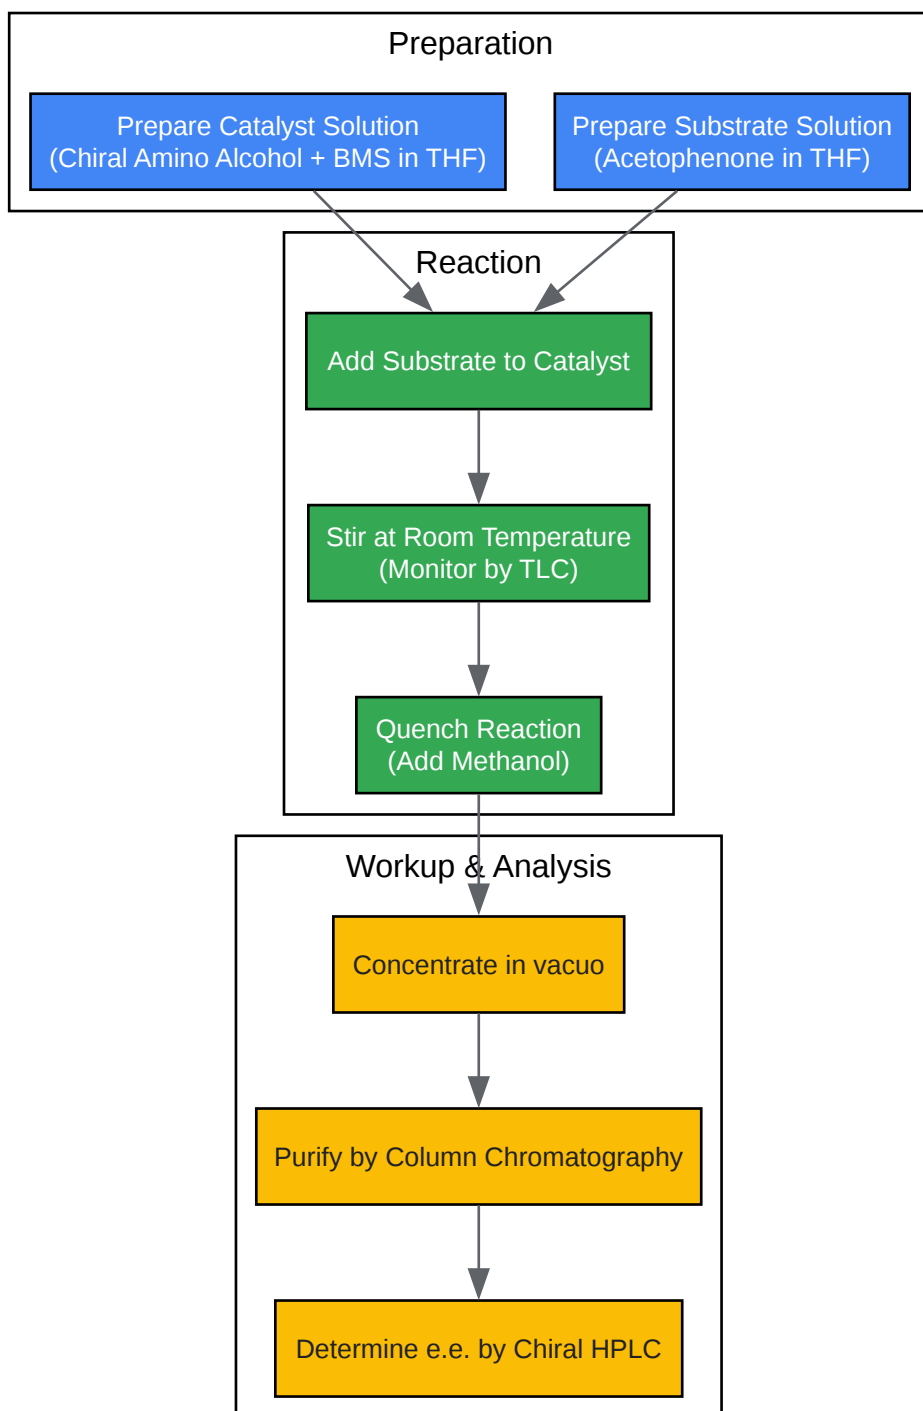 Preparation
Prepare Catalyst Solution
(Chiral Amino Alcohol + BMS in THF)
Prepare Substrate Solution
(Acetophenone in THF)
Reaction
Add Substrate to Catalyst
Stir at Room Temperature
(Monitor by TLC)
Quench Reaction
(Add Methanol)
Workup & Analysis
Concentrate in vacuo
Purify by Column Chromatography
Determine e.e. by Chiral HPLC